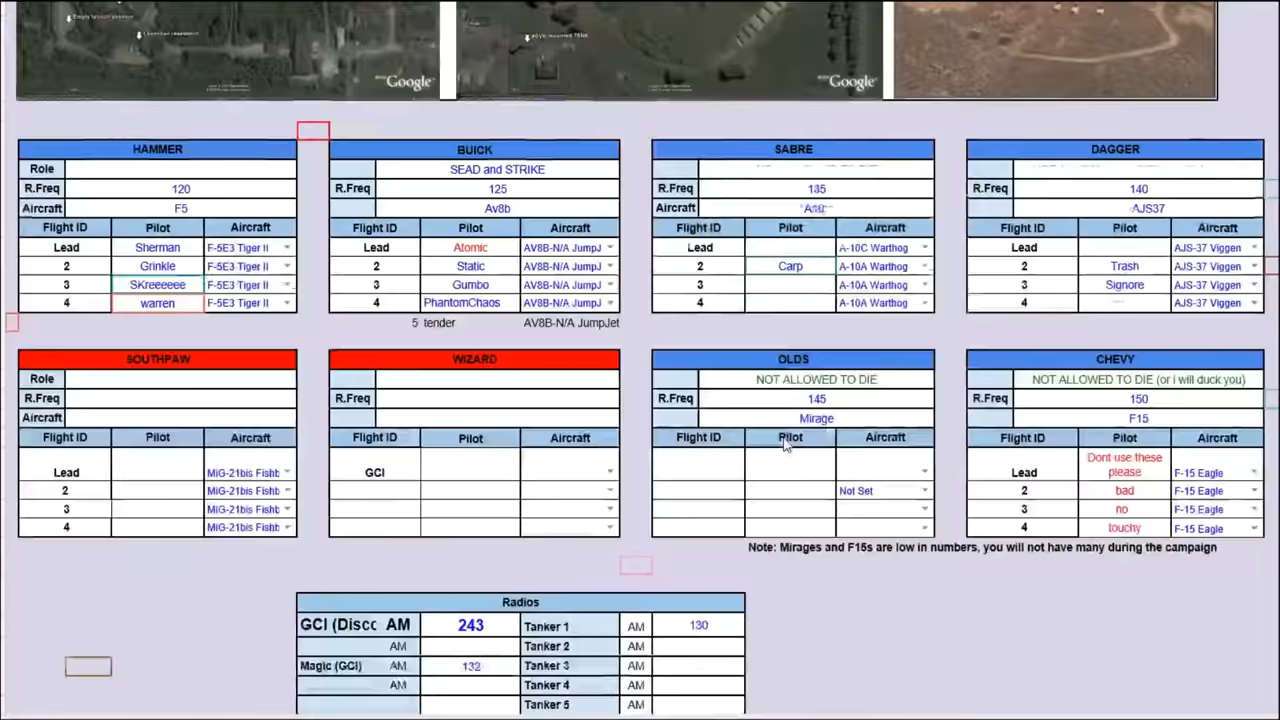 Google
Google
HAMMER
Role
R.Freq 120
Aircraft F5
Flight ID Pilot Aircraft
Lead Sherman F-5E3 Tiger II
2 Grinkle F-5E3 Tiger II
3 SKreeeeee F-5E3 Tiger II
4 warren F-5E3 Tiger II
BUICK
SEAD and STRIKE
R.Freq 125
Av8b
Flight ID Pilot Aircraft
Lead Atomic AV8B-N/A JumpJ
2 Static AV8B-N/A JumpJ
3 Gumbo AV8B-N/A JumpJ
4 PhantomChaos AV8B-N/A JumpJ
5 tender AV8B-N/A JumpJet
SABRE
R.Freq 135
Aircraft
Flight ID Pilot Aircraft
Lead A-10C Warthog
2 Carp A-10A Warthog
3 A-10A Warthog
4 A-10A Warthog
DAGGER
R.Freq 140
AJS37
Flight ID Pilot Aircraft
Lead AJS-37 Viggen
2 Trash AJS-37 Viggen
3 Signore AJS-37 Viggen
4 AJS-37 Viggen
SOUTHPAW
Role
R.Freq
Aircraft
Flight ID Pilot Aircraft
Lead MiG-21bis Fishb
2 MiG-21bis Fishb
3 MiG-21bis Fishb
4 MiG-21bis Fishb
WIZARD
R.Freq
Flight ID Pilot Aircraft
GCI
OLDS
NOT ALLOWED TO DIE
R.Freq 145
Mirage
Flight ID Pilot Aircraft
Not Set
CHEVY
NOT ALLOWED TO DIE (or i will duck you)
R.Freq 150
F15
Flight ID Pilot Aircraft
Dont use these
Lead please F-15 Eagle
2 bad F-15 Eagle
3 no F-15 Eagle
4 touchy F-15 Eagle
Note: Mirages and F15s are low in numbers, you will not have many during the campaign
Radios
GCI (Disc AM 243 Tanker 1 AM 130
AM Tanker 2 AM
Magic (GCI) AM 132 Tanker 3 AM
AM Tanker 4 AM
Tanker 5 AM